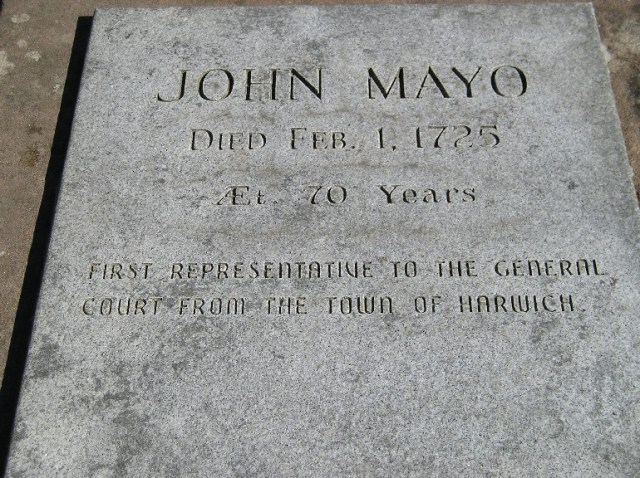 JOHN MAYO
DIED FEB. 1, 1725
Æt. 70 Years
FIRST REPRESENTATIVE TO THE GENERAL
COURT FROM THE TOWN OF HARWICH.